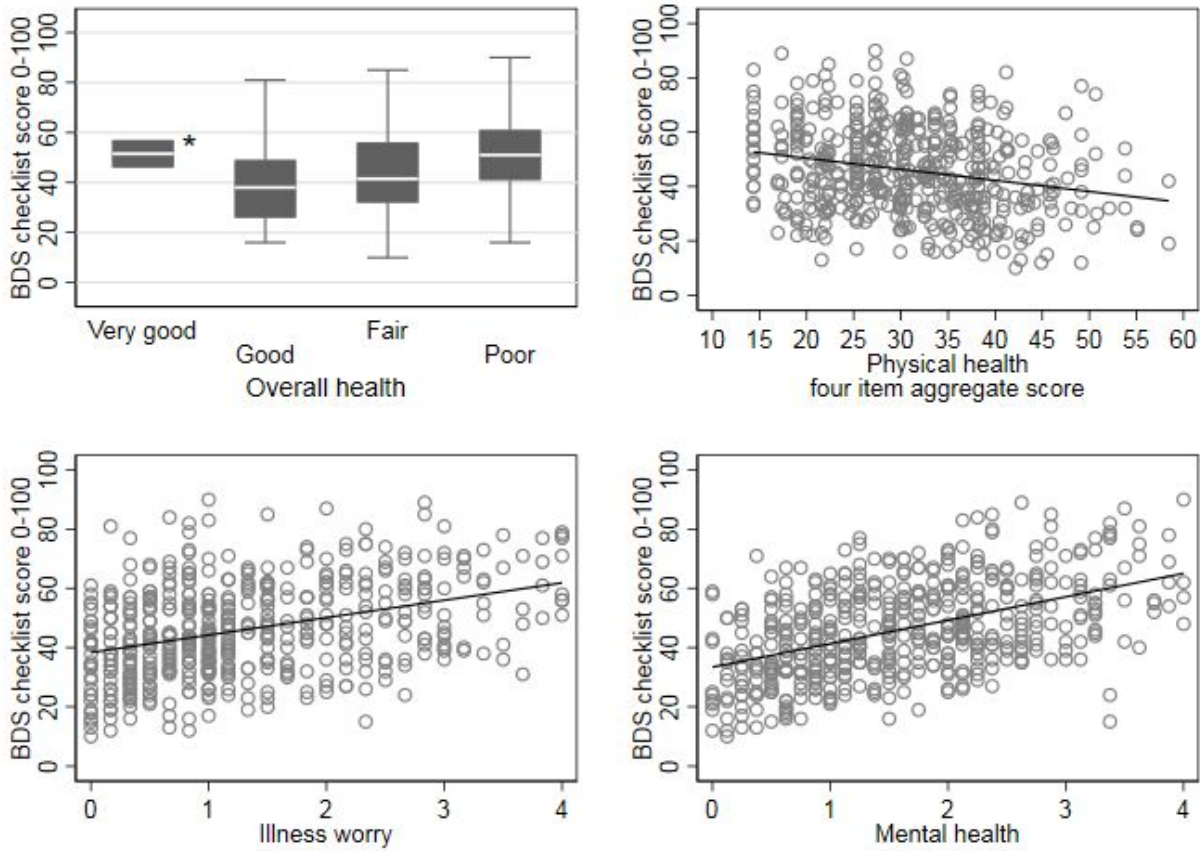 BDS checklist score 0-100
100
80
60
40
20
0
*
Very good
Good
Fair
Poor
Overall health
BDS checklist score 0-100
100
80
60
40
20
0
10 15 20 25 30 35 40 45 50 55 60
Physical health
four item aggregate score
BDS checklist score 0-100
100
80
60
40
20
0
0 1 2 3 4
Illness worry
BDS checklist score 0-100
100
80
60
40
20
0
0 1 2 3 4
Mental health